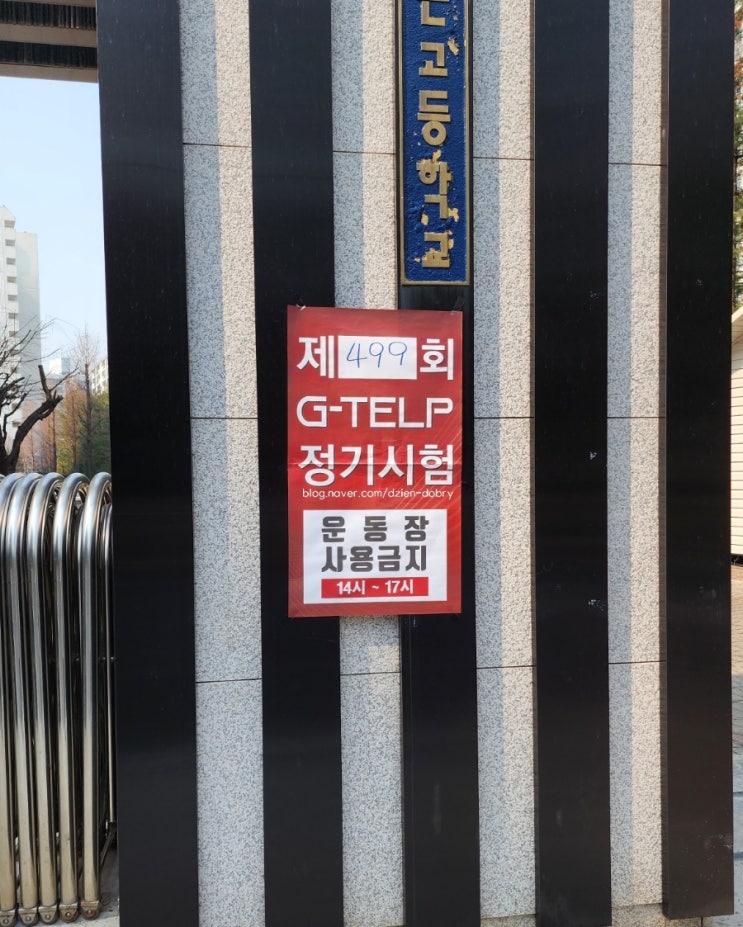 고등학교
제 499 회
G-TELP
정기시험
blog.naver.com/dzien-dobry
운동장
사용금지
14시 ~ 17시